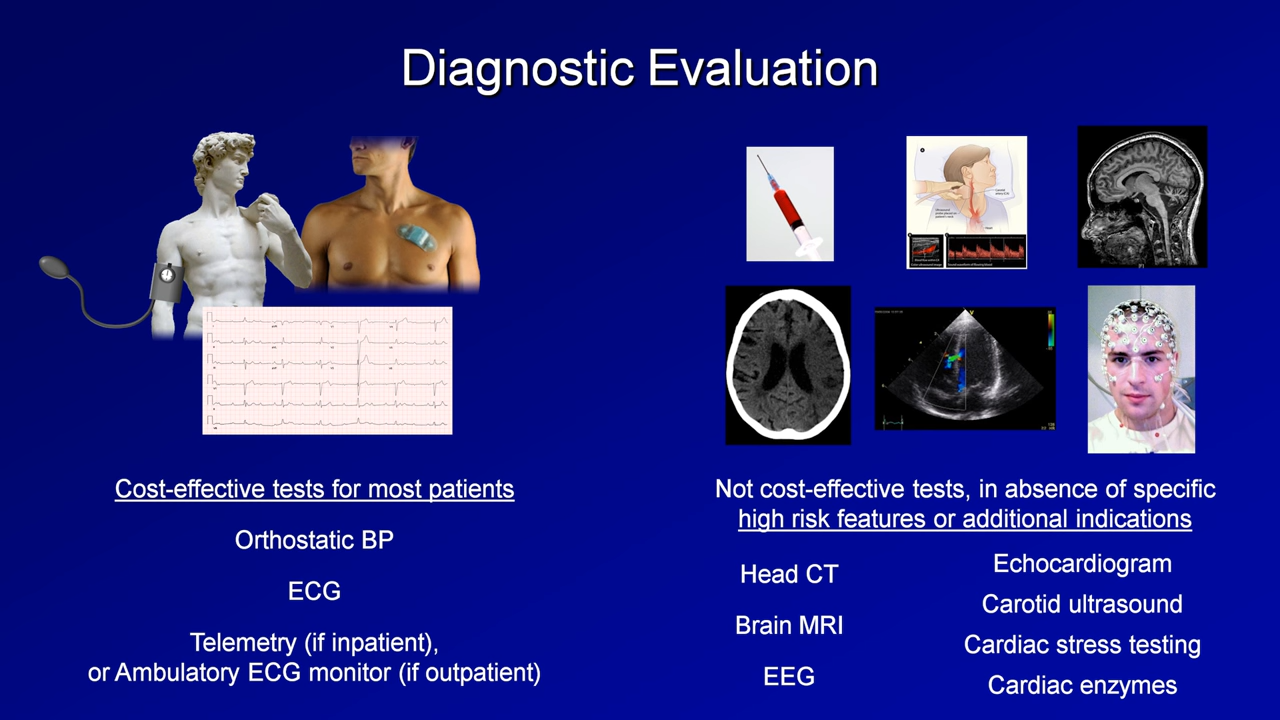 Diagnostic Evaluation
Cost-effective tests for most patients
Orthostatic BP
ECG
Telemetry (if inpatient),
or Ambulatory ECG monitor (if outpatient)
Not cost-effective tests, in absence of specific
high risk features or additional indications
Head CT
Brain MRI
EEG
Echocardiogram
Carotid ultrasound
Cardiac stress testing
Cardiac enzymes